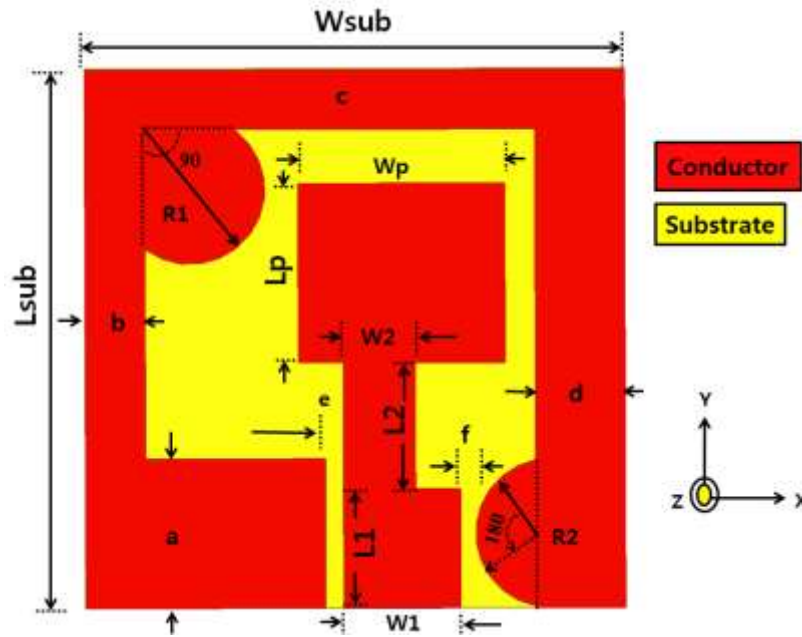 Wsub
c
90
Wp
Conductor
R1
Substrate
Lp
Lsub
b
W2
d
e
L2
f
Y
Z
X
a
L1
180
R2
W1